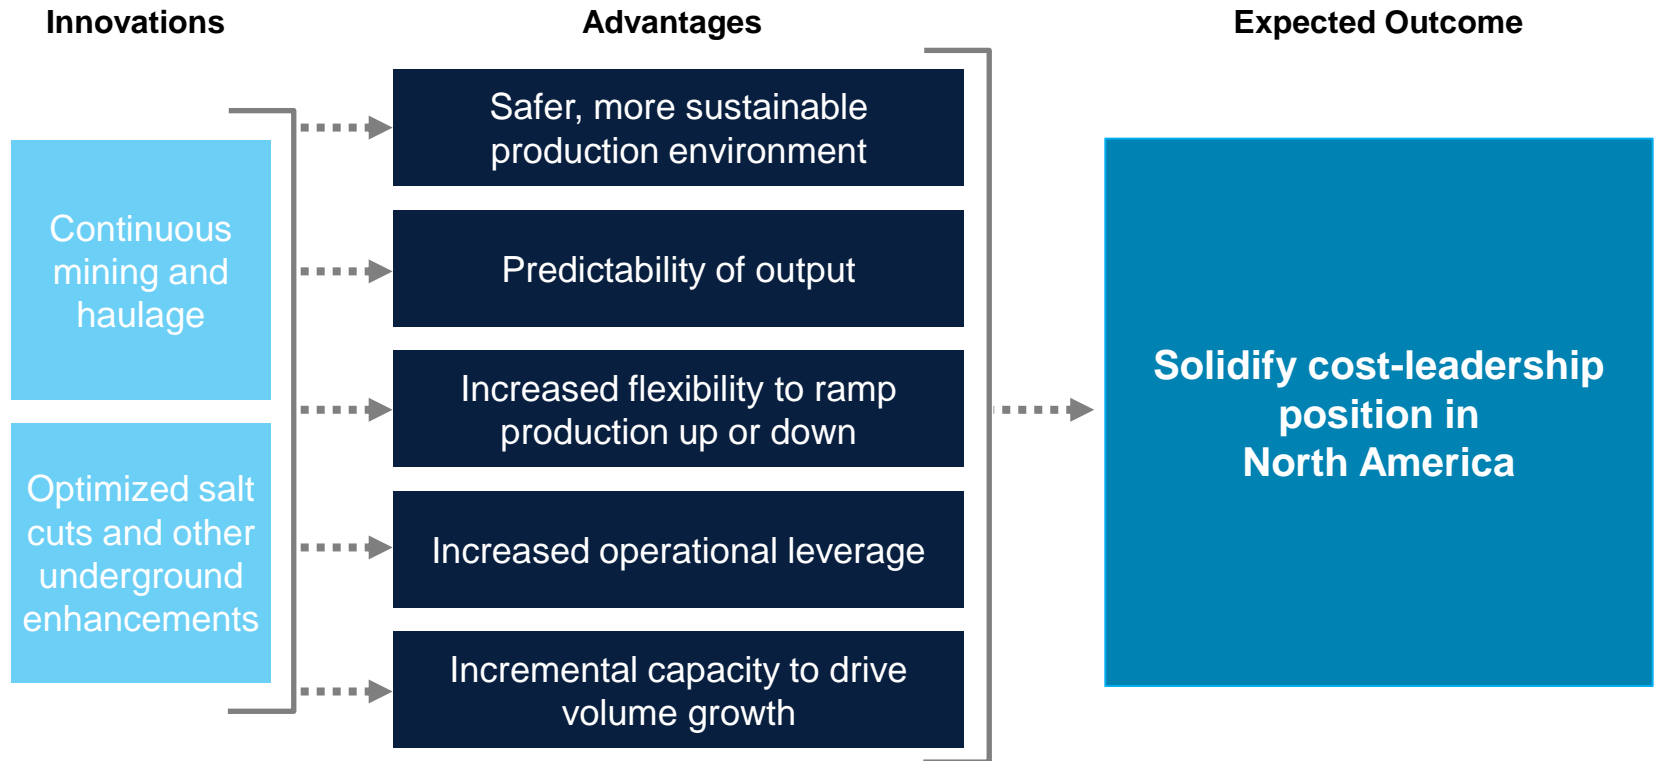 Innovations
Advantages
Expected Outcome
Continuous
mining and
haulage
Optimized salt
cuts and other
underground
enhancements
Safer, more sustainable
production environment
Predictability of output
Increased flexibility to ramp
production up or down
Increased operational leverage
Incremental capacity to drive
volume growth
Solidify cost-leadership
position in
North America